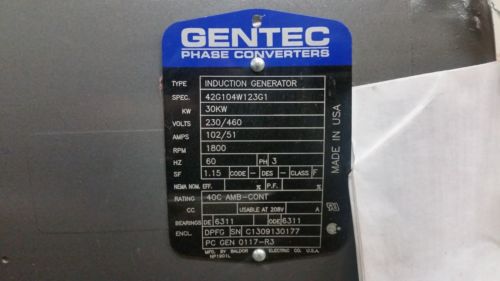 GENTEC
PHASE CONVERTERS
TYPE INDUCTION GENERATOR
SPEC. 42G104W123G1
KW 30KW
VOLTS 230/460
AMPS 102/51
RPM 1800
HZ 60 PH 3
SF 1.15 CODE - DES - CLASS F
NEMA NOM. EFF. % P.F. %
RATING 40C AMB-CONT
CC USABLE AT 208V A
BEARINGS DE 6311 ODE 6311
ENCL. DPFG SN C1309130177
PC GEN 0117-R3
MFG. BY BALDOR ELECTRIC CO. U.S.A.
NP1901L
MADE IN USA